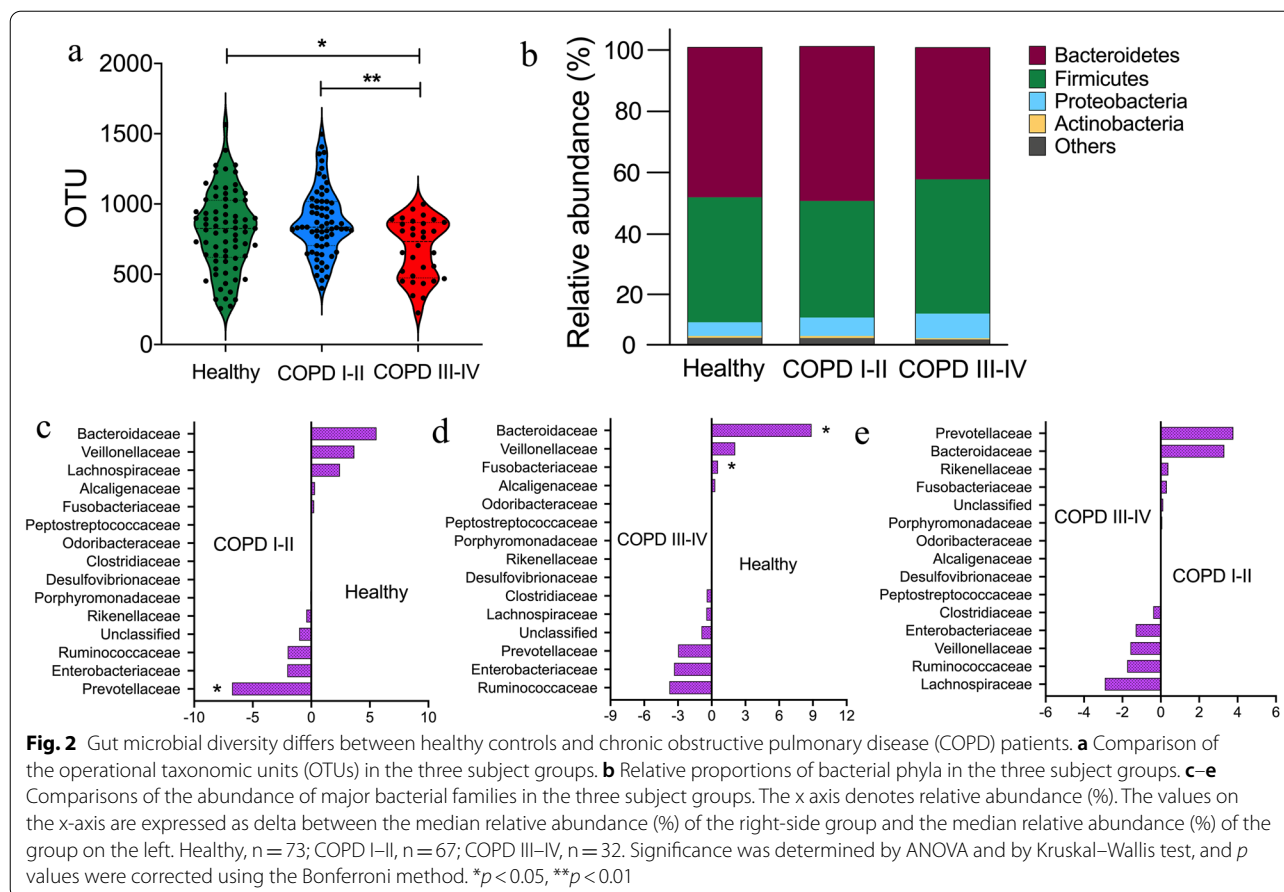 a
*
**
2000
1500
1000
500
0
OTU
Healthy COPD I-II COPD III-IV
b
Relative abundance (%)
100
80
60
40
20
0
Healthy COPD I-II COPD III-IV
Bacteroidetes
Firmicutes
Proteobacteria
Actinobacteria
Others
c
Bacteroidaceae
Veillonellaceae
Lachnospiraceae
Alcaligenaceae
Fusobacteriaceae
Peptostreptococcaceae
Odoribacteraceae
Clostridiaceae
Desulfovibrionaceae
Porphyromonadaceae
Rikenellaceae
Unclassified
Ruminococcaceae
Enterobacteriaceae
Prevotellaceae
COPD I-II
Healthy
*
-10 -5 0 5 10
d
Bacteroidaceae
Veillonellaceae
Fusobacteriaceae
Alcaligenaceae
Odoribacteraceae
Peptostreptococcaceae
Porphyromonadaceae
Rikenellaceae
Desulfovibrionaceae
Clostridiaceae
Lachnospiraceae
Unclassified
Prevotellaceae
Enterobacteriaceae
Ruminococcaceae
*
*
COPD III-IV
Healthy
-9 -6 -3 0 3 6 9 12
e
Prevotellaceae
Bacteroidaceae
Rikenellaceae
Fusobacteriaceae
Unclassified
Porphyromonadaceae
Odoribacteraceae
Alcaligenaceae
Desulfovibrionaceae
Peptostreptococcaceae
Clostridiaceae
Enterobacteriaceae
Veillonellaceae
Ruminococcaceae
Lachnospiraceae
COPD III-IV
COPD I-II
-6 -4 -2 0 2 4 6
Fig. 2 Gut microbial diversity differs between healthy controls and chronic obstructive pulmonary disease (COPD) patients. a Comparison of
the operational taxonomic units (OTUs) in the three subject groups. b Relative proportions of bacterial phyla in the three subject groups. c–e
Comparisons of the abundance of major bacterial families in the three subject groups. The x axis denotes relative abundance (%). The values on
the x-axis are expressed as delta between the median relative abundance (%) of the right-side group and the median relative abundance (%) of the
group on the left. Healthy, n = 73; COPD I–II, n = 67; COPD III–IV, n = 32. Significance was determined by ANOVA and by Kruskal–Wallis test, and p
values were corrected using the Bonferroni method. *p < 0.05, **p < 0.01